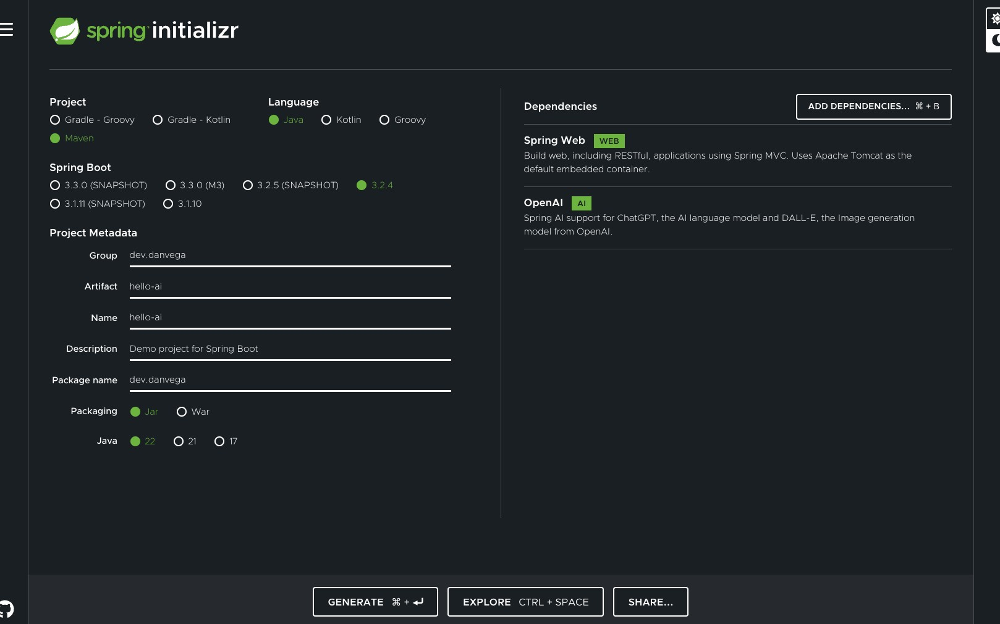 spring initializr
Project
Gradle - Groovy Gradle - Kotlin
Maven
Language
Java Kotlin Groovy
Spring Boot
3.3.0 (SNAPSHOT) 3.3.0 (M3) 3.2.5 (SNAPSHOT) 3.2.4
3.1.11 (SNAPSHOT) 3.1.10
Project Metadata
Group dev.danvega
Artifact hello-ai
Name hello-ai
Description Demo project for Spring Boot
Package name dev.danvega
Packaging Jar War
Java 22 21 17
Dependencies ADD DEPENDENCIES... ⌘ + B
Spring Web WEB
Build web, including RESTful, applications using Spring MVC. Uses Apache Tomcat as the
default embedded container.
OpenAI AI
Spring AI support for ChatGPT, the AI language model and DALL-E, the Image generation
model from OpenAI.
GENERATE ⌘ + ↵ EXPLORE CTRL + SPACE SHARE...